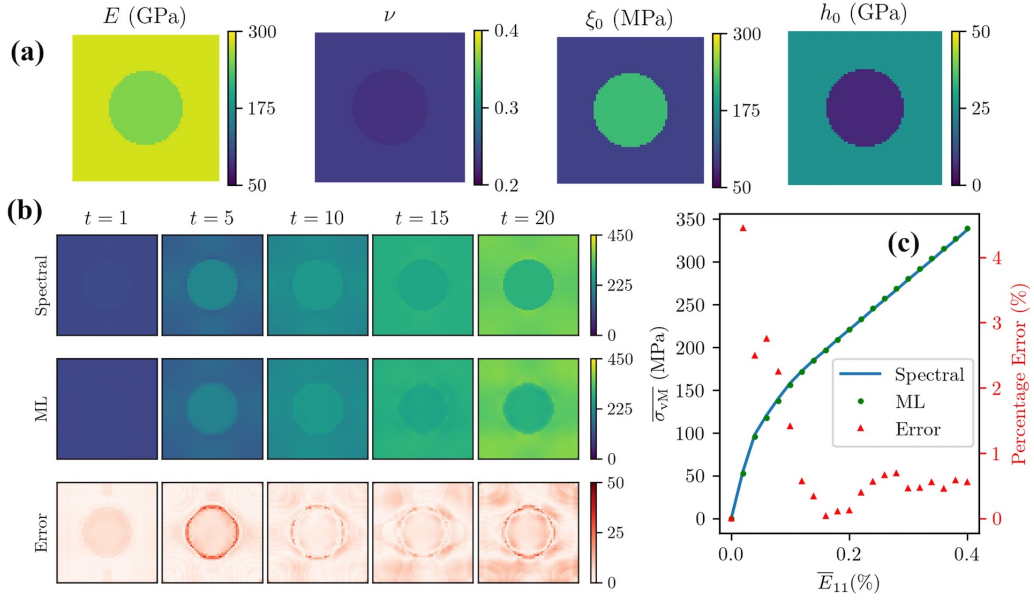 (a)
E (GPa)
300
175
50
ν
0.4
0.3
0.2
ξ0 (MPa)
300
175
50
h0 (GPa)
50
25
0
(b)
t = 1
t = 5
t = 10
t = 15
t = 20
Spectral
450
225
0
ML
450
225
0
Error
50
25
0
(c)
σvM (MPa)
350
300
250
200
150
100
50
0
Spectral
ML
Error
4
3
2
1
0
Percentage Error (%)
0.0
0.2
0.4
E11(%)